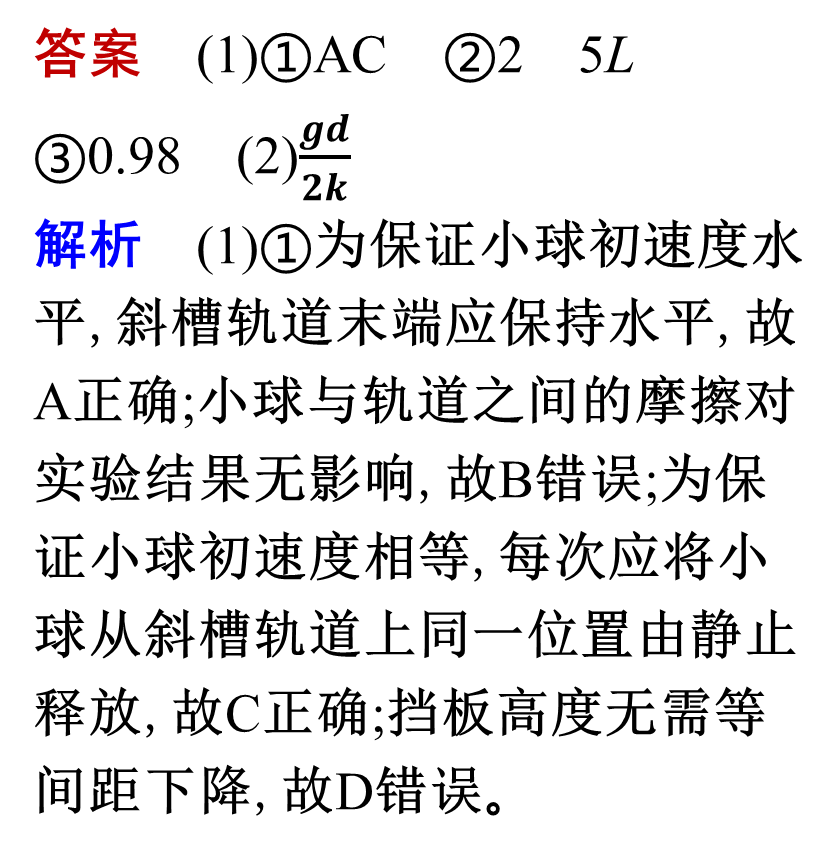 答案 (1)①AC ②2 5L
③0.98 (2)gd/2k
解析 (1)①为保证小球初速度水
平,斜槽轨道末端应保持水平,故
A正确;小球与轨道之间的摩擦对
实验结果无影响,故B错误;为保
证小球初速度相等,每次应将小
球从斜槽轨道上同一位置由静止
释放,故C正确;挡板高度无需等
间距下降,故D错误。